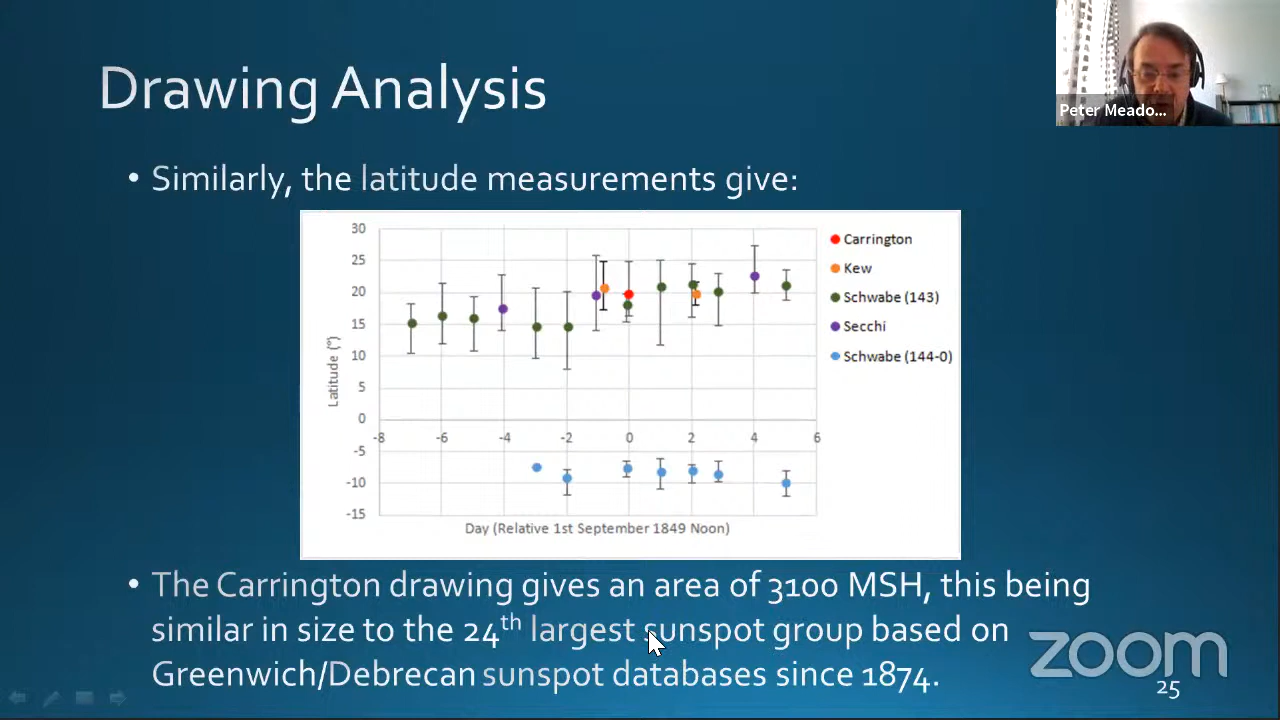 Drawing Analysis
Peter Meado...
• Similarly, the latitude measurements give:
30
25
20
15
10
5
0
-5
-10
-15
Latitude (°)
-8 -6 -4 -2 0 2 4 6
Day (Relative 1st September 1849 Noon)
Carrington
Kew
Schwabe (143)
Secchi
Schwabe (144-0)
• The Carrington drawing gives an area of 3100 MSH, this being
similar in size to the 24th largest sunspot group based on
Greenwich/Debrecan sunspot databases since 1874.
zoom
25